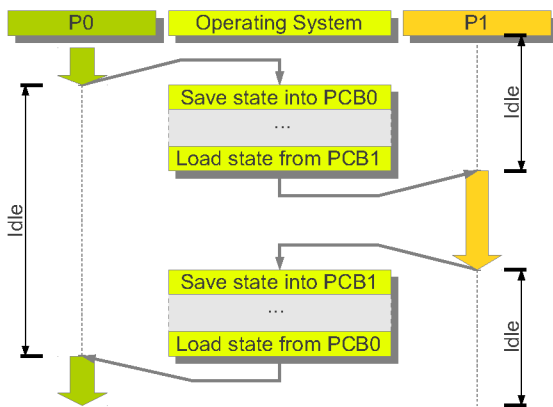 P0
Operating System
P1
Save state into PCB0
...
Load state from PCB1
Idle
Idle
Save state into PCB1
...
Load state from PCB0
Idle